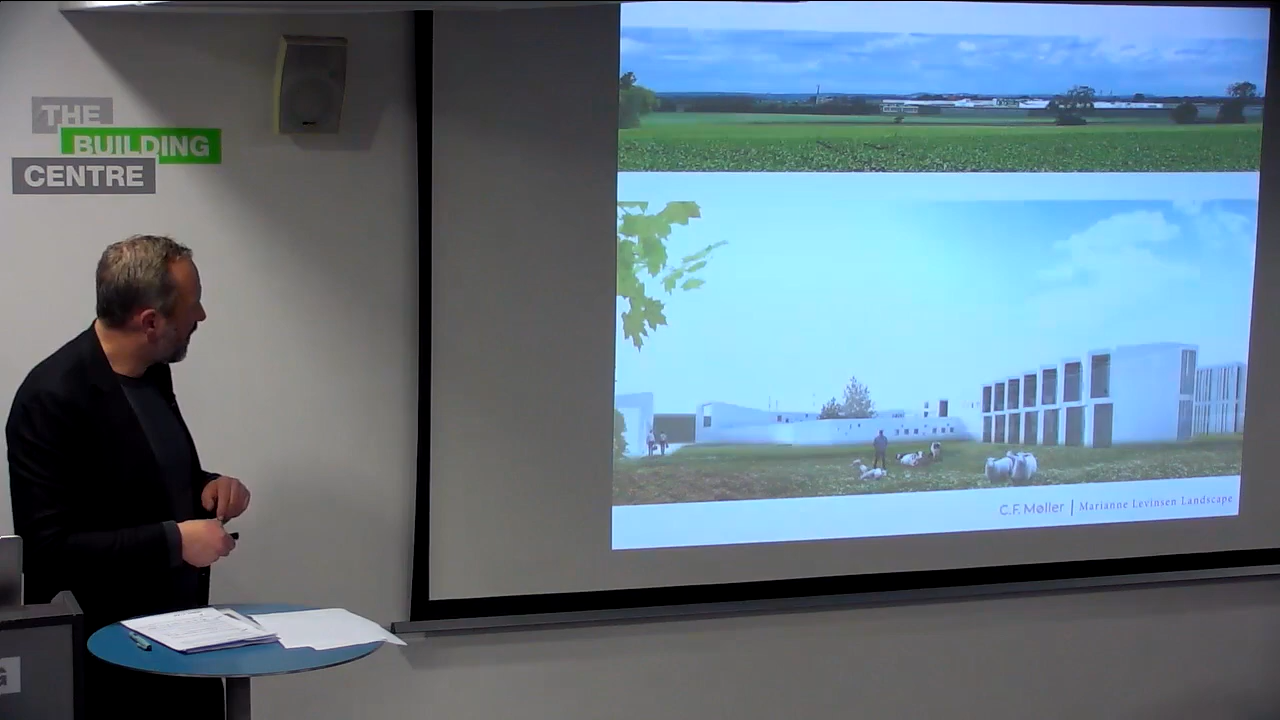 THE
BUILDING
CENTRE
C.F. Møller | Marianne Levinsen Landscape
G